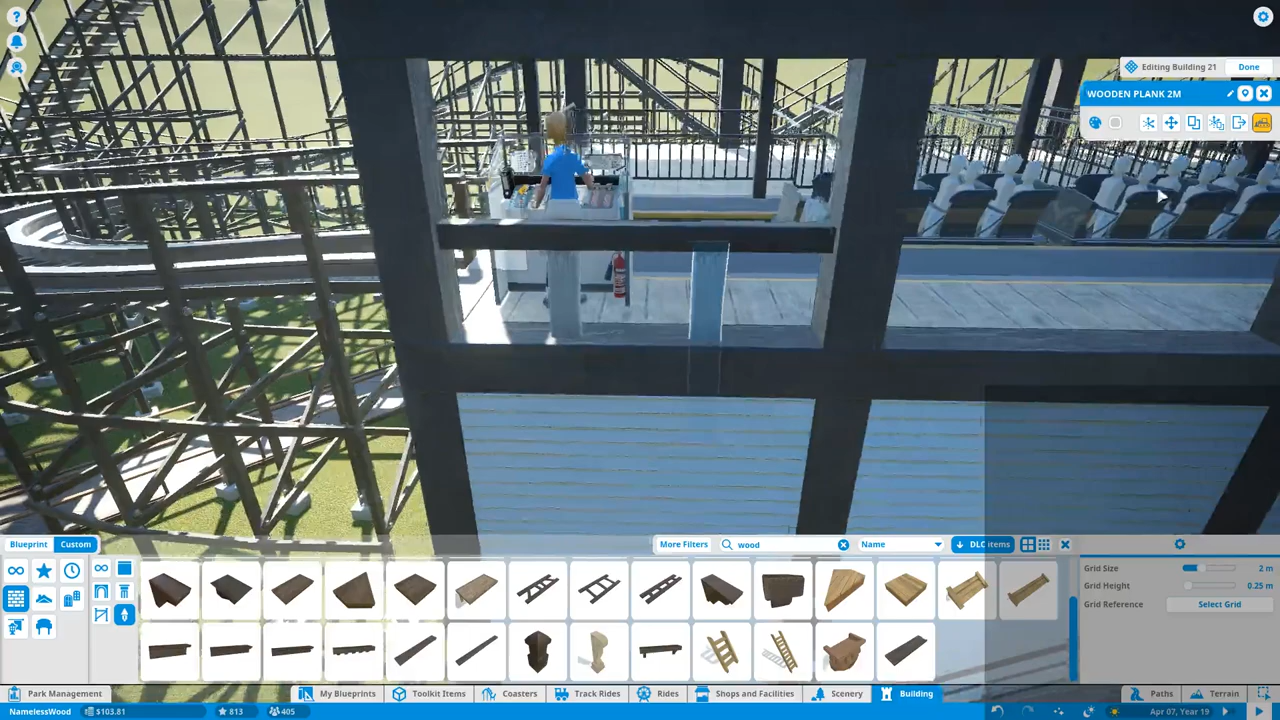 Editing Building 21 Done
WOODEN PLANK 2M
Blueprint Custom More Filters wood Name DLC items
Grid Size 2 m
Grid Height 0.25 m
Grid Reference Select Grid
Park Management My Blueprints Toolkit Items Coasters Track Rides Rides Shops and Facilities Scenery Building Paths Terrain
NamelessWood $103.81 813 405 Apr 07, Year 19